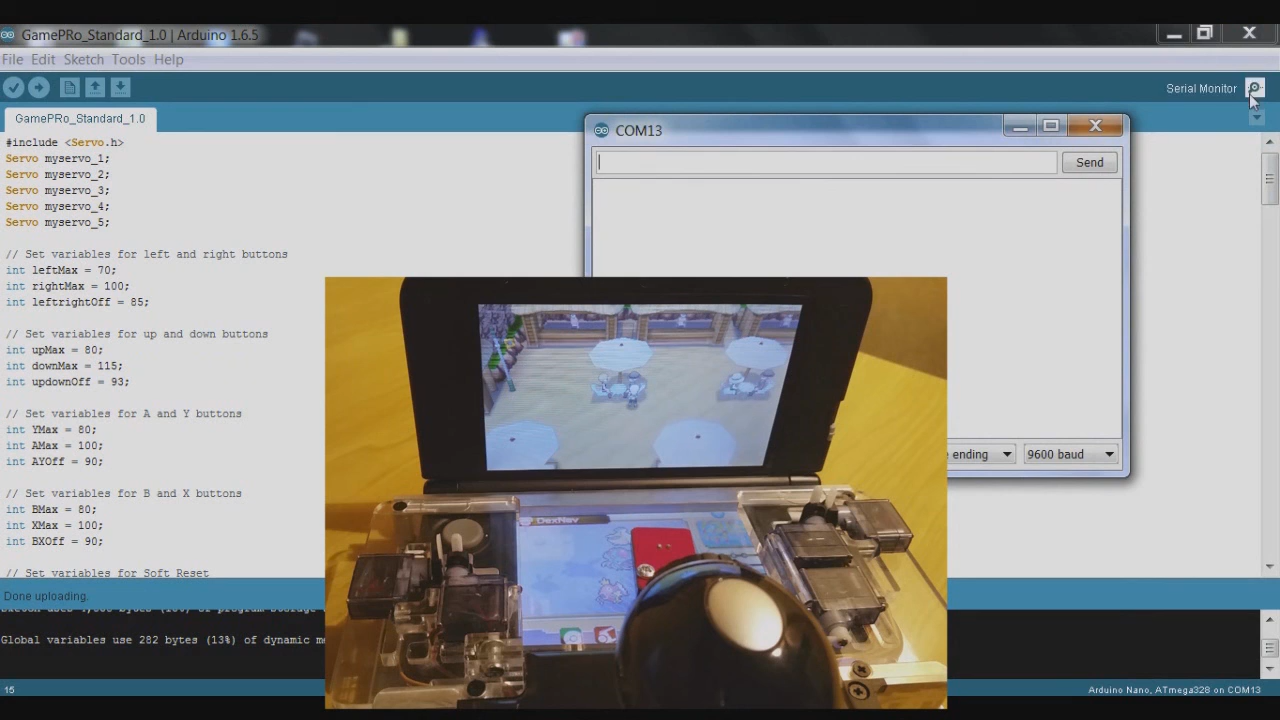 GamePRo_Standard_1.0 | Arduino 1.6.5
File Edit Sketch Tools Help
Serial Monitor
GamePRo_Standard_1.0
#include <Servo.h>
Servo myservo_1;
Servo myservo_2;
Servo myservo_3;
Servo myservo_4;
Servo myservo_5;
// Set variables for left and right buttons
int leftMax = 70;
int rightMax = 100;
int leftrightOff = 85;
// Set variables for up and down buttons
int upMax = 80;
int downMax = 115;
int updownOff = 93;
// Set variables for A and Y buttons
int YMax = 80;
int AMax = 100;
int AYOff = 90;
// Set variables for B and X buttons
int BMax = 80;
int XMax = 100;
int BXOff = 90;
// Set variables for Soft Reset
COM13
Send
ending
9600 baud
DexNav
Done uploading.
Global variables use 282 bytes (13%) of dynamic
Arduino Nano, ATmega328 on COM13